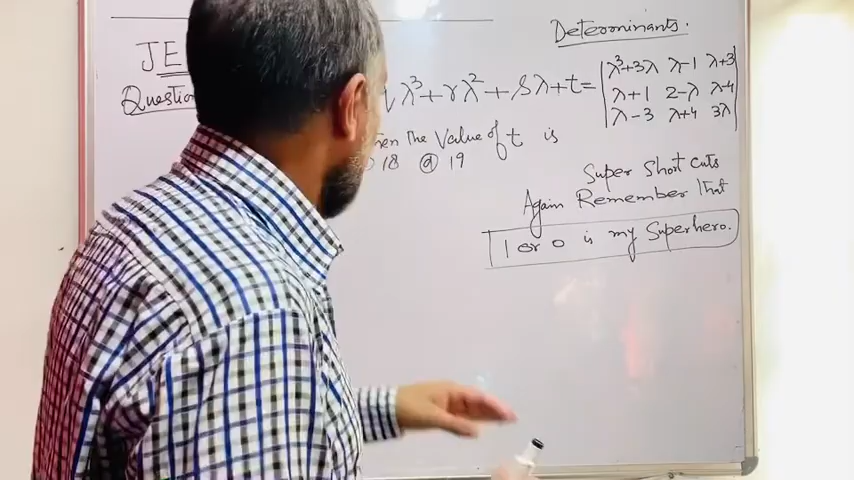 Determinants.
JE
Question
λ³+rλ²+sλ+t= | λ³+3λ λ-1 λ+3 |
| λ+1 2-λ λ-4 |
| λ-3 λ+4 3λ |
the Value of t is
18 ④ 19
Super Short cuts
Again Remember that
1 or 0 is my Superhero.